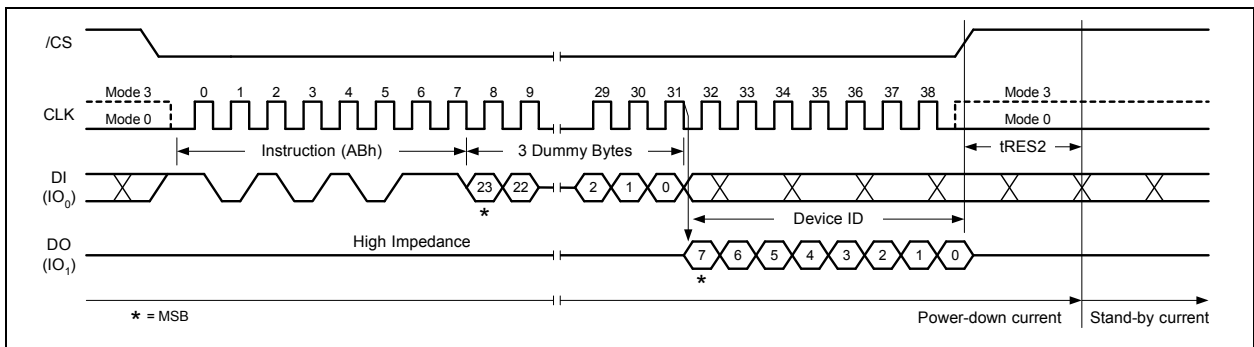 /CS
Mode 3 0 1 2 3 4 5 6 7 8 9 29 30 31 32 33 34 35 36 37 38 Mode 3
CLK
Mode 0 Mode 0
Instruction (ABh) 3 Dummy Bytes tRES2
DI
(IO0)
23 22 2 1 0
*
Device ID
DO
(IO1)
High Impedance
7 6 5 4 3 2 1 0
*
* = MSB
Power-down current Stand-by current